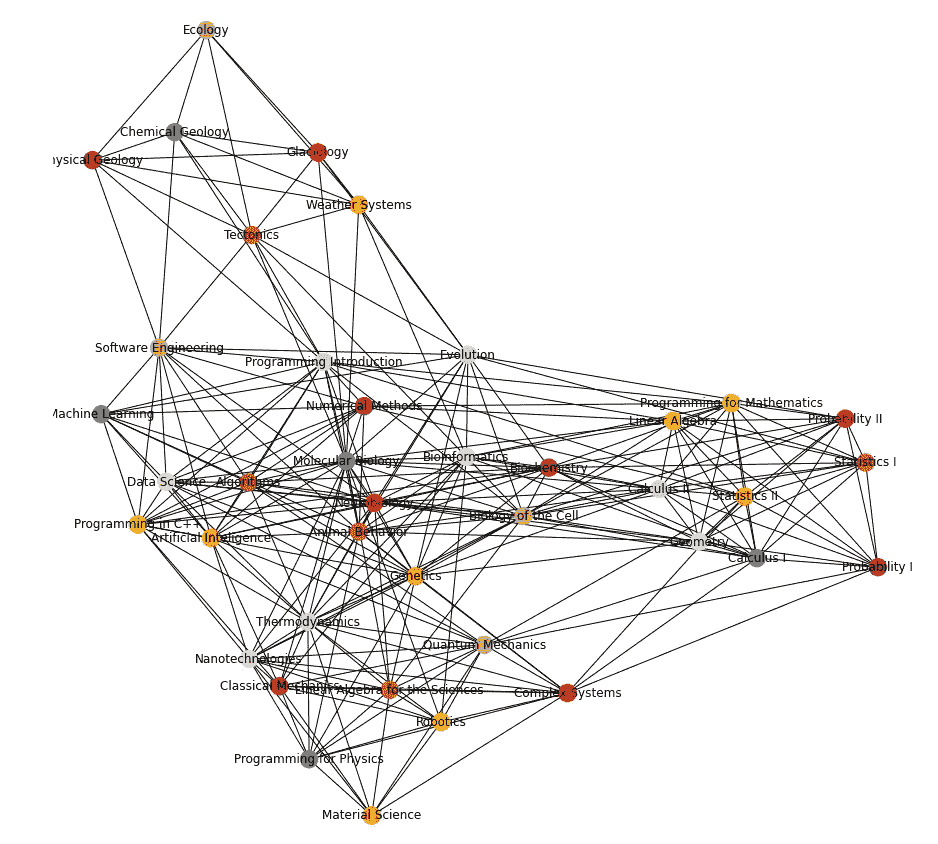 Ecology
Chemical Geology
ysical Geology
Glaciology
Weather Systems
Tectonics
Software Engineering
Programming Introduction
Evolution
Machine Learning
Numerical Methods
Programming for Mathematics
Linear Algebra
Probability II
Molecular Biology
Bioinformatics
Biochemistry
Statistics I
Data Science
Algorithms
Calculus II
Statistics II
Neurobiology
Biology of the Cell
Programming in C++
Artificial Inteligence
Animal Behavior
Geometry
Calculus I
Probability I
Genetics
Thermodynamics
Quantum Mechanics
Nanotechnologies
Classical Mechanics
Linear Algebra for the Sciences
Complex Systems
Robotics
Programming for Physics
Material Science